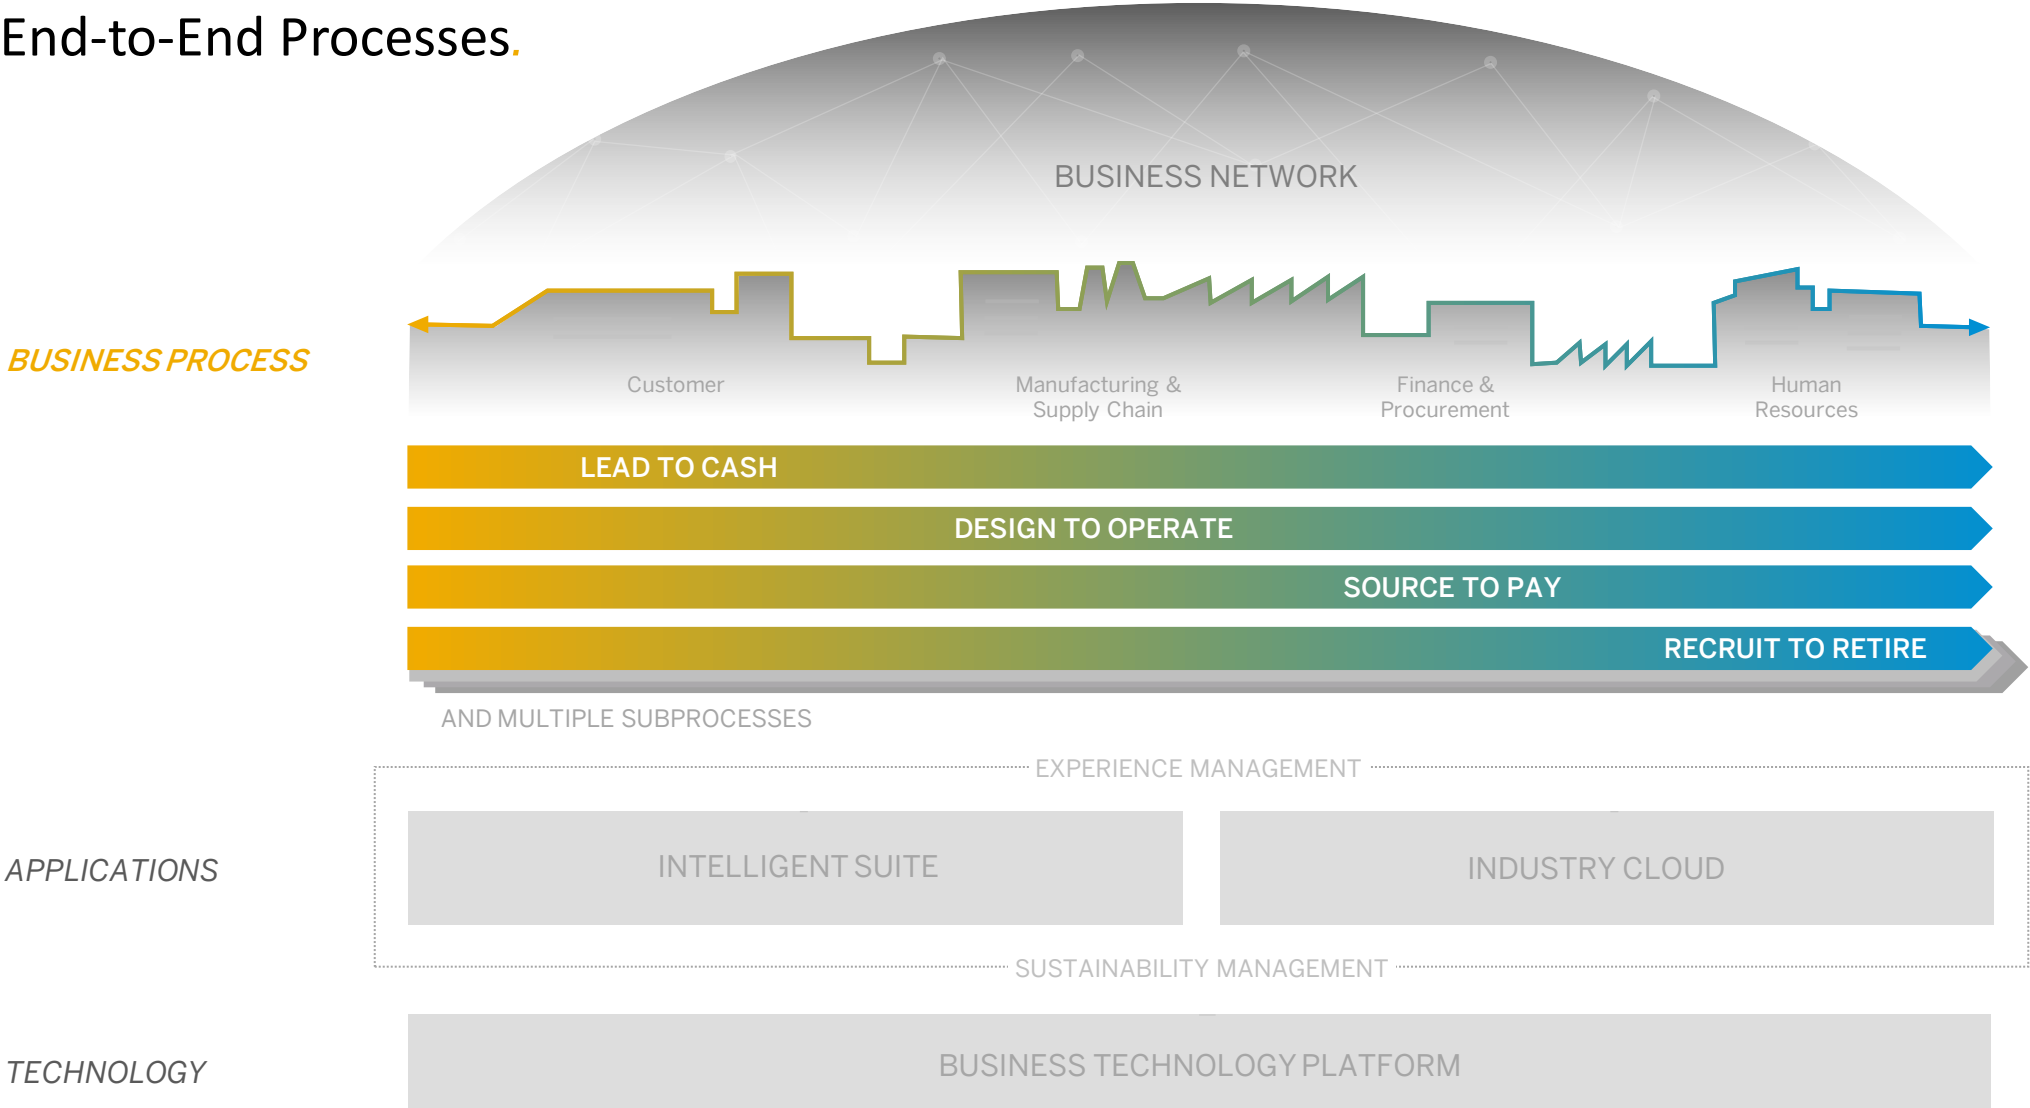 End-to-End Processes.
BUSINESS NETWORK
BUSINESS PROCESS
Customer
Manufacturing &
Supply Chain
Finance &
Procurement
Human
Resources
LEAD TO CASH
DESIGN TO OPERATE
SOURCE TO PAY
RECRUIT TO RETIRE
AND MULTIPLE SUBPROCESSES
EXPERIENCE MANAGEMENT
APPLICATIONS
INTELLIGENT SUITE
INDUSTRY CLOUD
SUSTAINABILITY MANAGEMENT
TECHNOLOGY
BUSINESS TECHNOLOGY PLATFORM